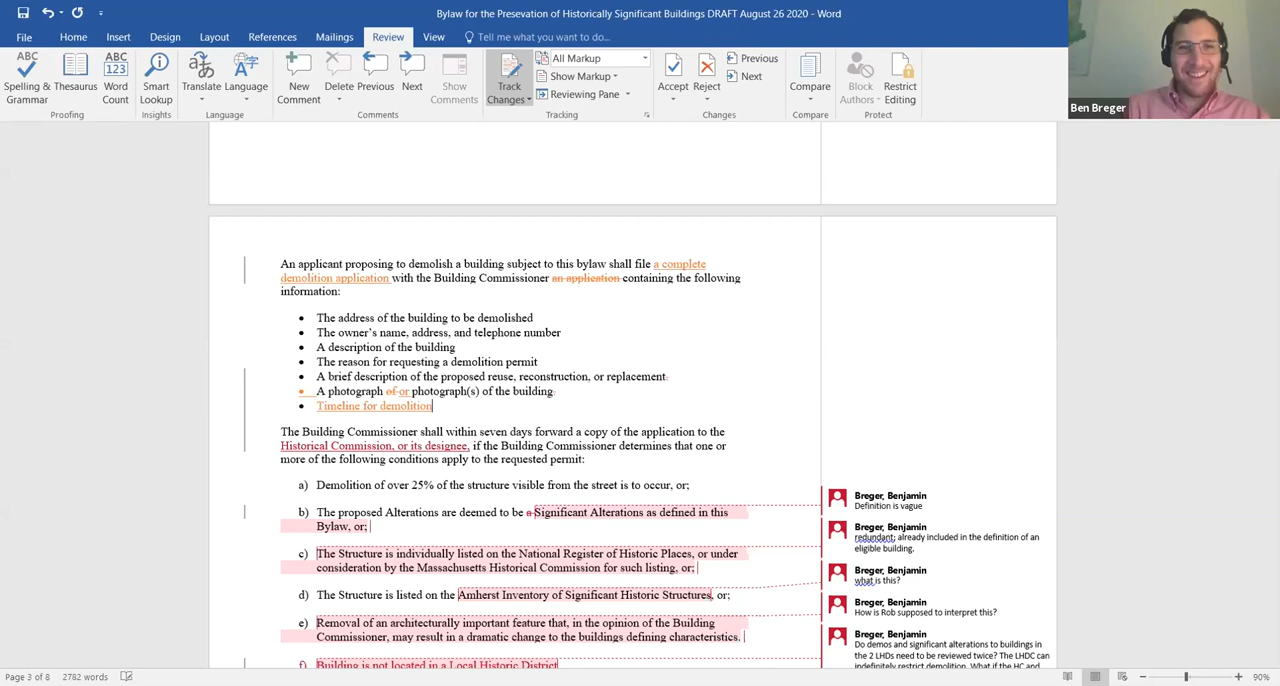 Bylaw for the Presevation of Historically Significant Buildings DRAFT August 26 2020 - Word
File Home Insert Design Layout References Mailings Review View Tell me what you want to do...
Ben Breger
ABC
Spelling &
Grammar
Thesaurus
ABC
123
Word
Count
Proofing
Smart
Lookup
Insights
Translate
Language
Language
New
Comment
Delete
Previous
Next
Show
Comments
Comments
Track
Changes
All Markup
Show Markup
Reviewing Pane
Tracking
Accept
Reject
Previous
Next
Changes
Compare
Compare
Block
Authors
Restrict
Editing
Protect
An applicant proposing to demolish a building subject to this bylaw shall file a complete
demolition application with the Building Commissioner an application containing the following
information:
• The address of the building to be demolished
• The owner's name, address, and telephone number
• A description of the building
• The reason for requesting a demolition permit
• A brief description of the proposed reuse, reconstruction, or replacement.
• A photograph of or photograph(s) of the building.
• Timeline for demolition
The Building Commissioner shall within seven days forward a copy of the application to the
Historical Commission, or its designee, if the Building Commissioner determines that one or
more of the following conditions apply to the requested permit:
a) Demolition of over 25% of the structure visible from the street is to occur, or;
b) The proposed Alterations are deemed to be a Significant Alterations as defined in this
Bylaw, or;
c) The Structure is individually listed on the National Register of Historic Places, or under
consideration by the Massachusetts Historical Commission for such listing, or;
d) The Structure is listed on the Amherst Inventory of Significant Historic Structures, or;
e) Removal of an architecturally important feature that, in the opinion of the Building
Commissioner, may result in a dramatic change to the buildings defining characteristics.
f) Building is not located in a Local Historic District
Breger, Benjamin
Definition is vague
Breger, Benjamin
redundant; already included in the definition of an
eligible building.
Breger, Benjamin
what is this?
Breger, Benjamin
How is Rob supposed to interpret this?
Breger, Benjamin
Do demos and significant alterations to buildings in
the 2 LHDs need to be reviewed twice? The LHDC can
indefinitely restrict demolition. What if the HC and
Page 3 of 8 2782 words
90%